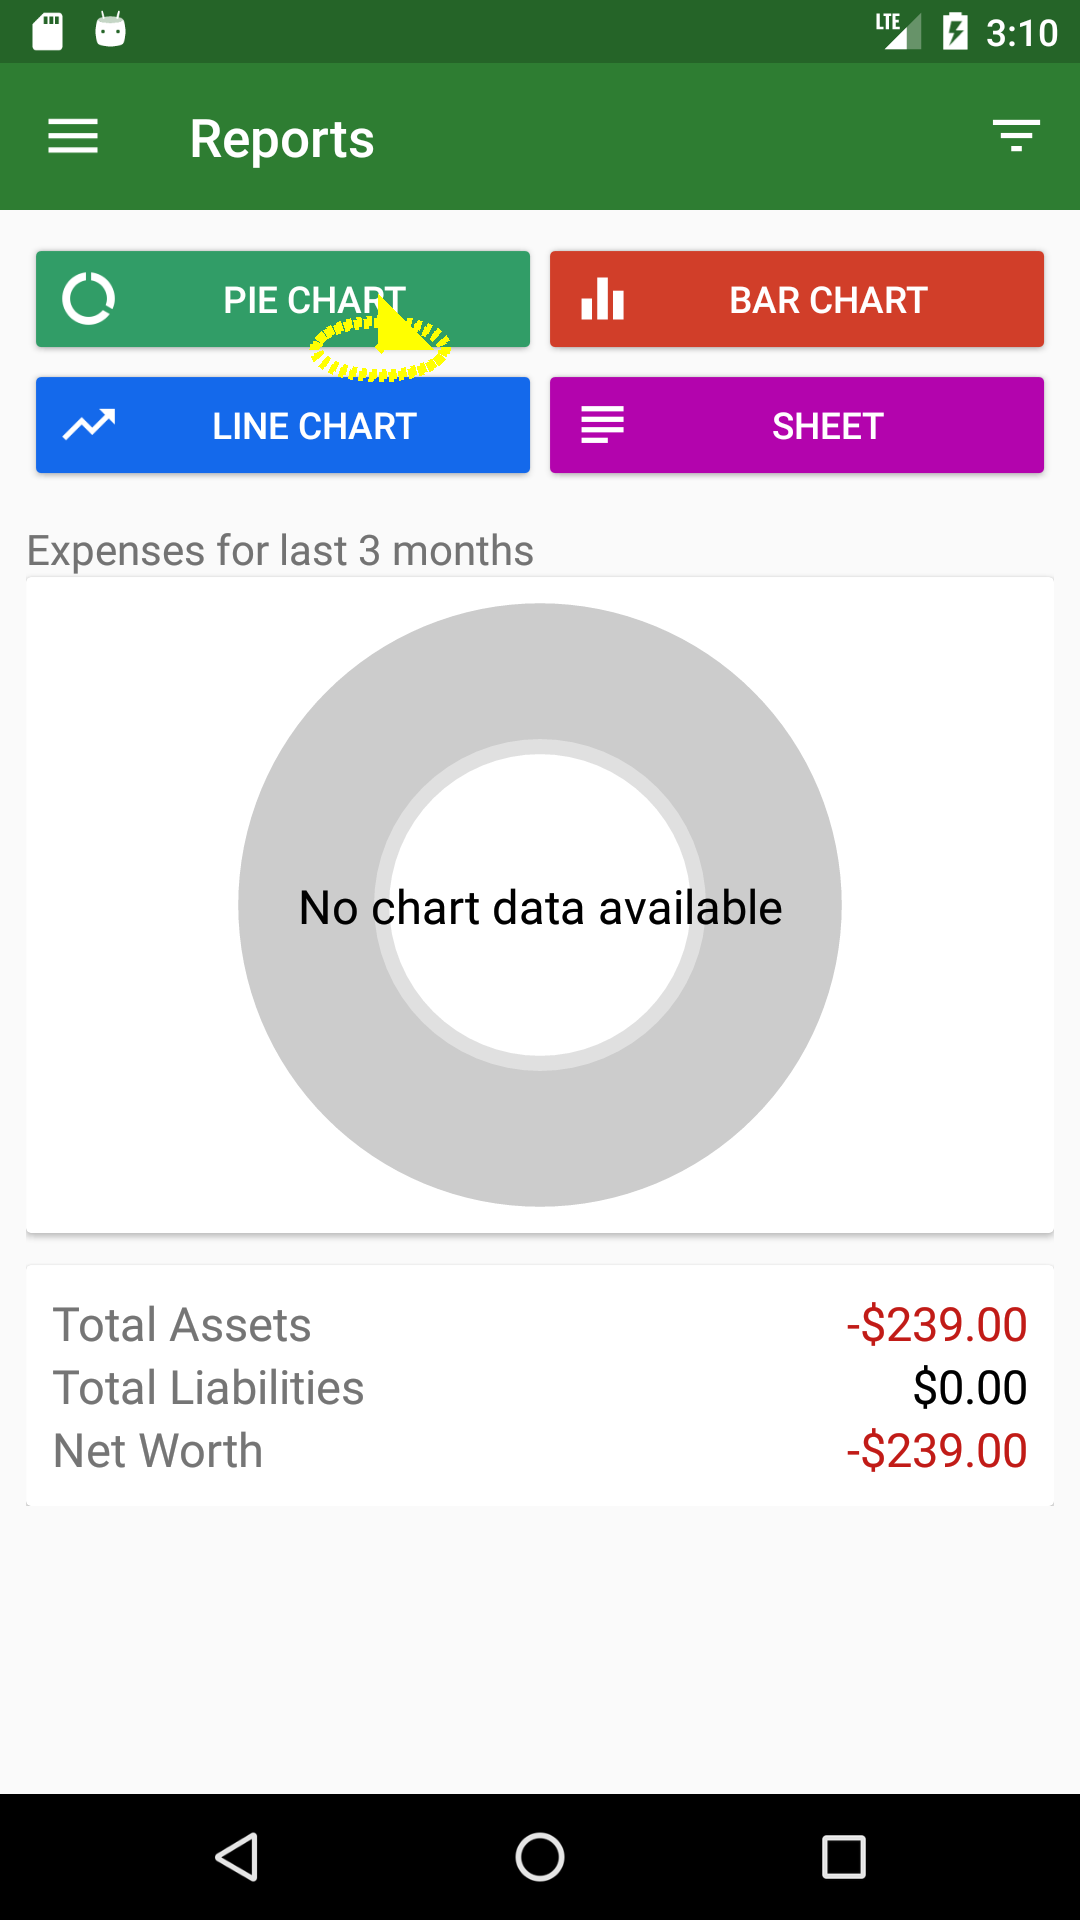 LTE 3:10
Reports
PIE CHART
BAR CHART
LINE CHART
SHEET
Expenses for last 3 months
No chart data available
Total Assets -$239.00
Total Liabilities $0.00
Net Worth -$239.00